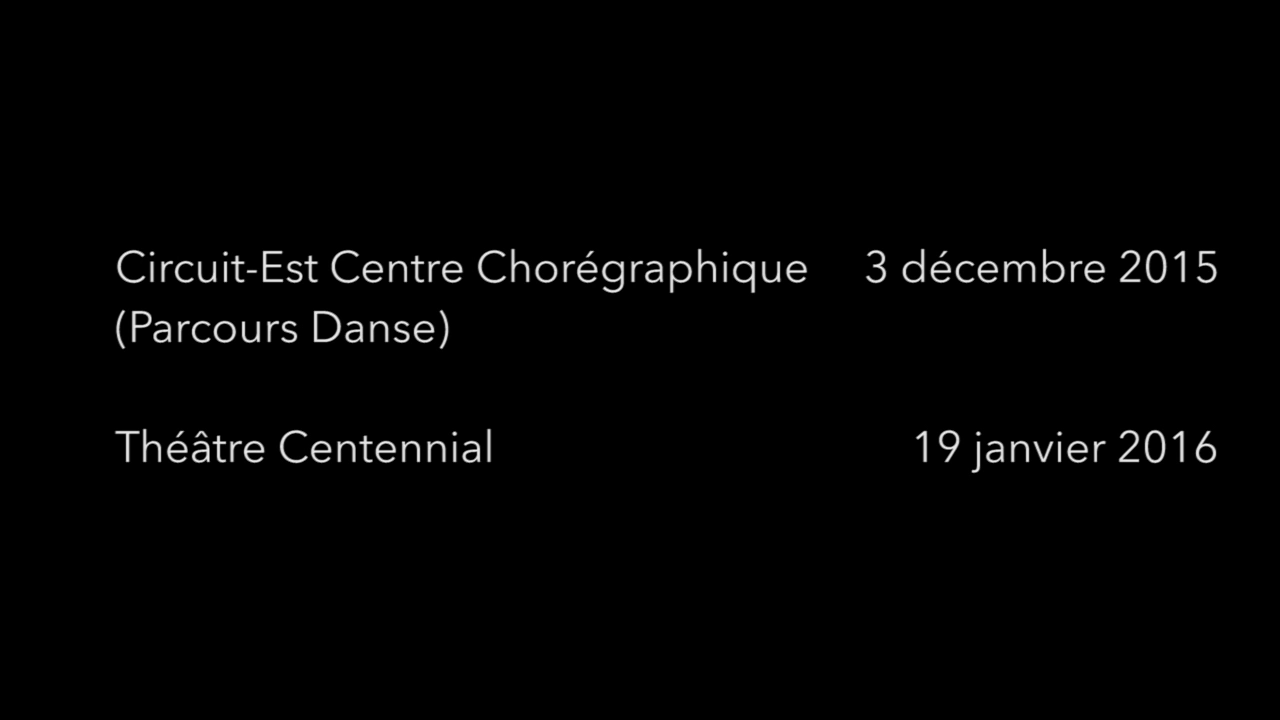 Circuit-Est Centre Chorégraphique 3 décembre 2015
(Parcours Danse)
Théâtre Centennial 19 janvier 2016